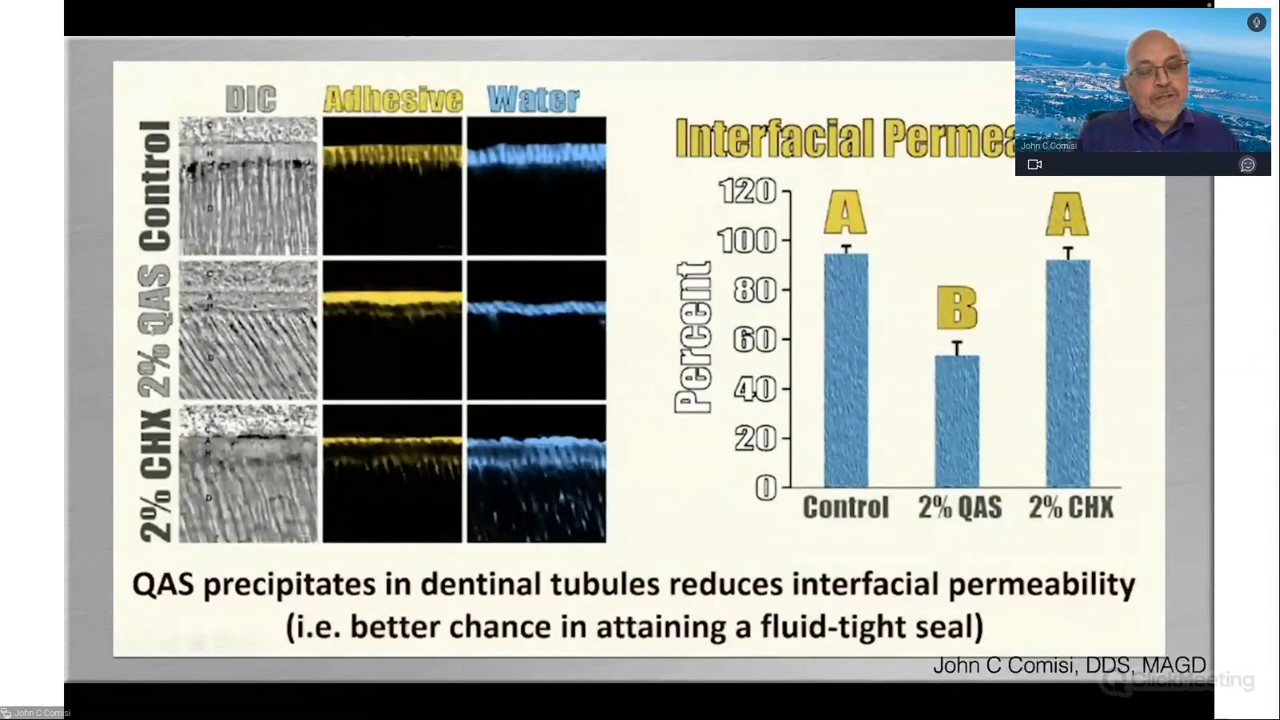 DIC
Adhesive
Water
Control
2% QAS
2% CHX
Interfacial Permea
Percent
120
100
80
60
40
20
0
A
B
A
Control
2% QAS
2% CHX
QAS precipitates in dentinal tubules reduces interfacial permeability
(i.e. better chance in attaining a fluid-tight seal)
John C Comisi, DDS, MAGD
ClickMeeting
John C Comisi
John C Comisi